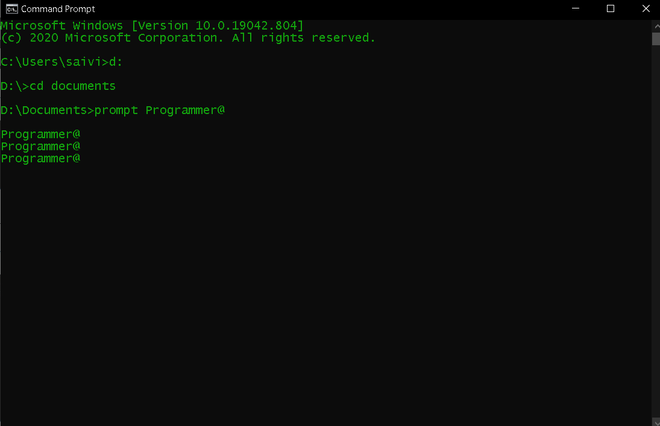 Command Prompt
Microsoft Windows [Version 10.0.19042.804]
(c) 2020 Microsoft Corporation. All rights reserved.
C:\Users\saivi>d:
D:\>cd documents
D:\Documents>prompt Programmer@
Programmer@
Programmer@
Programmer@